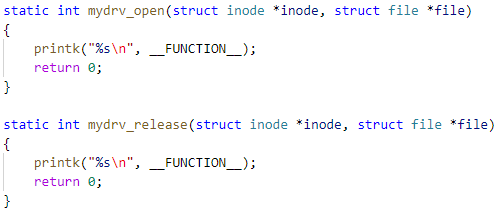 static int mydrv_open(struct inode *inode, struct file *file)
{
    printk("%s\n", __FUNCTION__);
    return 0;
}

static int mydrv_release(struct inode *inode, struct file *file)
{
    printk("%s\n", __FUNCTION__);
    return 0;
}